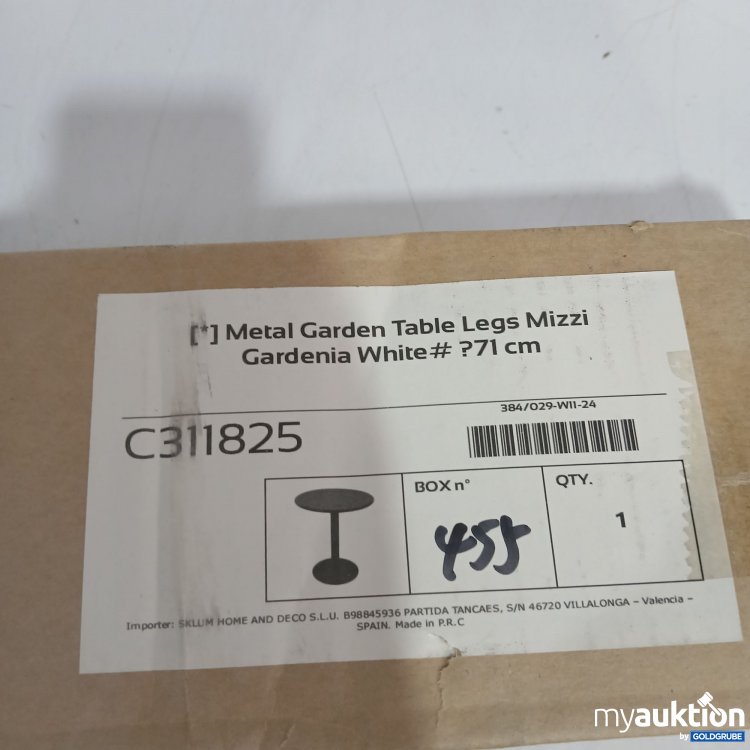 [*] Metal Garden Table Legs Mizzi
Gardenia White# ?71 cm
384/029-W11-24
C311825
BOX n°
QTY.
455
1
Importer: SKLUM HOME AND DECO S.L.U. B98845936 PARTIDA TANCAES, S/N 46720 VILLALONGA – Valencia –
SPAIN. Made in P.R.C
myauktion
by GOLDGRUBE